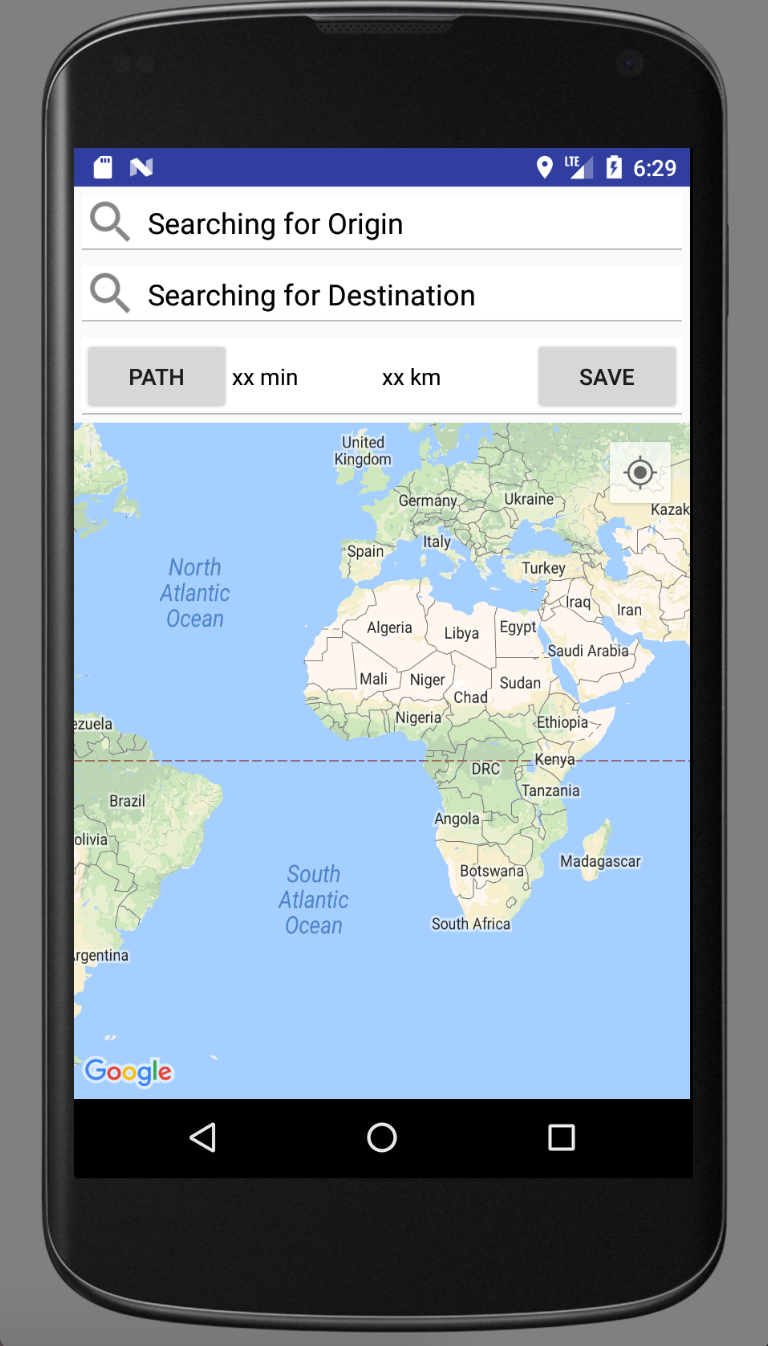 LTE 6:29
Searching for Origin
Searching for Destination
PATH xx min xx km SAVE
United
Kingdom
Germany
Ukraine
Kazak
Italy
Spain
Turkey
North
Atlantic
Ocean
Iraq
Iran
Algeria
Libya
Egypt
Saudi Arabia
Mali
Niger
Sudan
Chad
Nigeria
Ethiopia
ezuela
Kenya
DRC
Tanzania
Brazil
Angola
olivia
Madagascar
Botswana
South
Atlantic
Ocean
South Africa
rgentina
Google